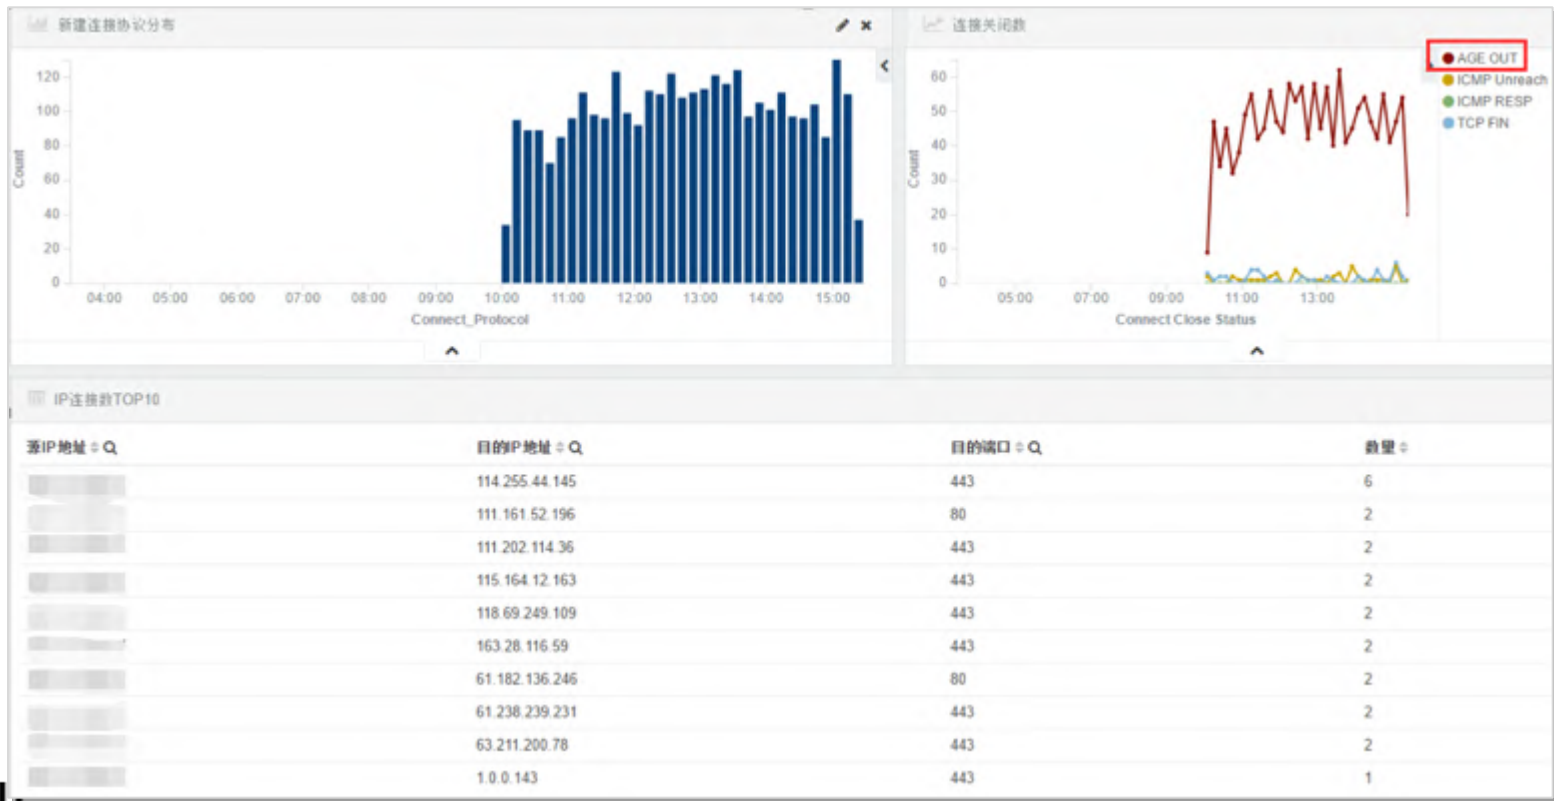 新建连接协议分布
120
100
80
60
40
20
0
Count
04:00 05:00 06:00 07:00 08:00 09:00 10:00 11:00 12:00 13:00 14:00 15:00
Connect_Protocol
连接关闭数
60
50
40
30
20
10
0
Count
05:00 07:00 09:00 11:00 13:00
Connect Close Status
AGE OUT
ICMP Unreach
ICMP RESP
TCP FIN
IP连接数TOP10
源IP地址 目的IP地址 目的端口 数量
114.255.44.145 443 6
111.161.52.196 80 2
111.202.114.36 443 2
115.164.12.163 443 2
118.69.249.109 443 2
163.28.116.59 443 2
61.182.136.246 80 2
61.238.239.231 443 2
63.211.200.78 443 2
1.0.0.143 443 1